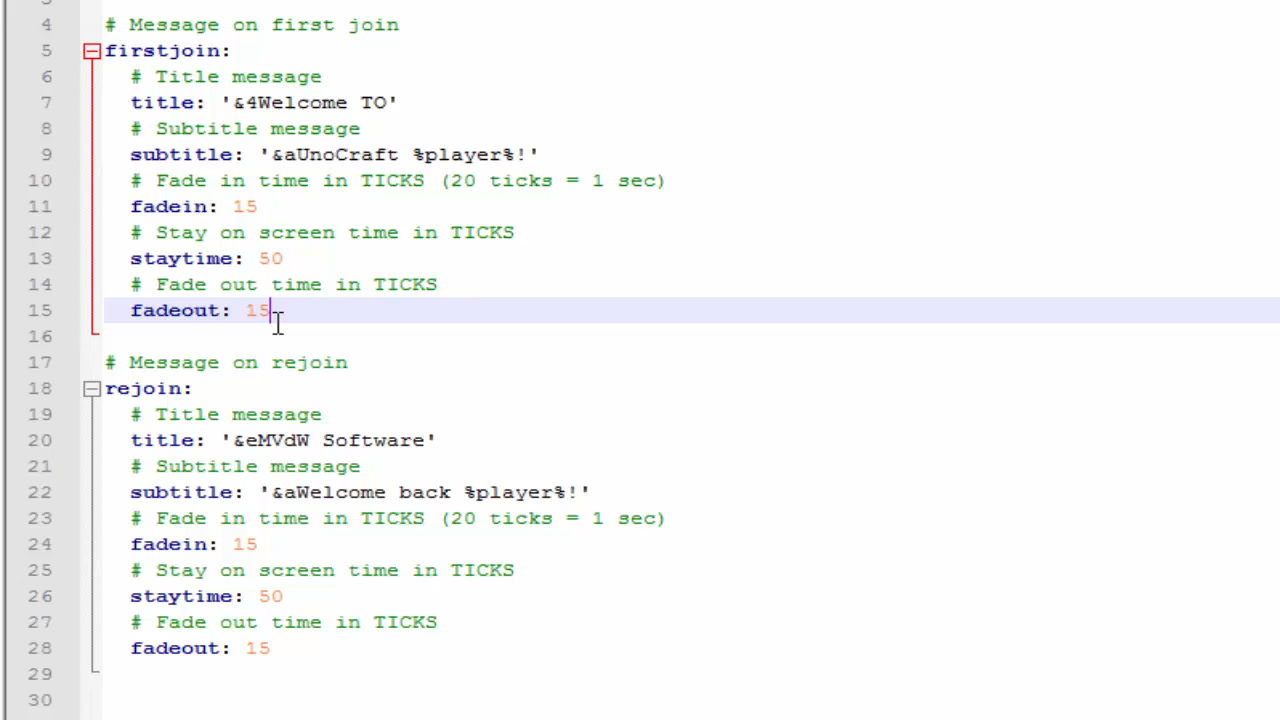 4 # Message on first join
5 firstjoin:
6 # Title message
7 title: '&4Welcome TO'
8 # Subtitle message
9 subtitle: '&aUnoCraft %player%!'
10 # Fade in time in TICKS (20 ticks = 1 sec)
11 fadein: 15
12 # Stay on screen time in TICKS
13 staytime: 50
14 # Fade out time in TICKS
15 fadeout: 15
16
17 # Message on rejoin
18 rejoin:
19 # Title message
20 title: '&eMVdW Software'
21 # Subtitle message
22 subtitle: '&aWelcome back %player%!'
23 # Fade in time in TICKS (20 ticks = 1 sec)
24 fadein: 15
25 # Stay on screen time in TICKS
26 staytime: 50
27 # Fade out time in TICKS
28 fadeout: 15
29
30